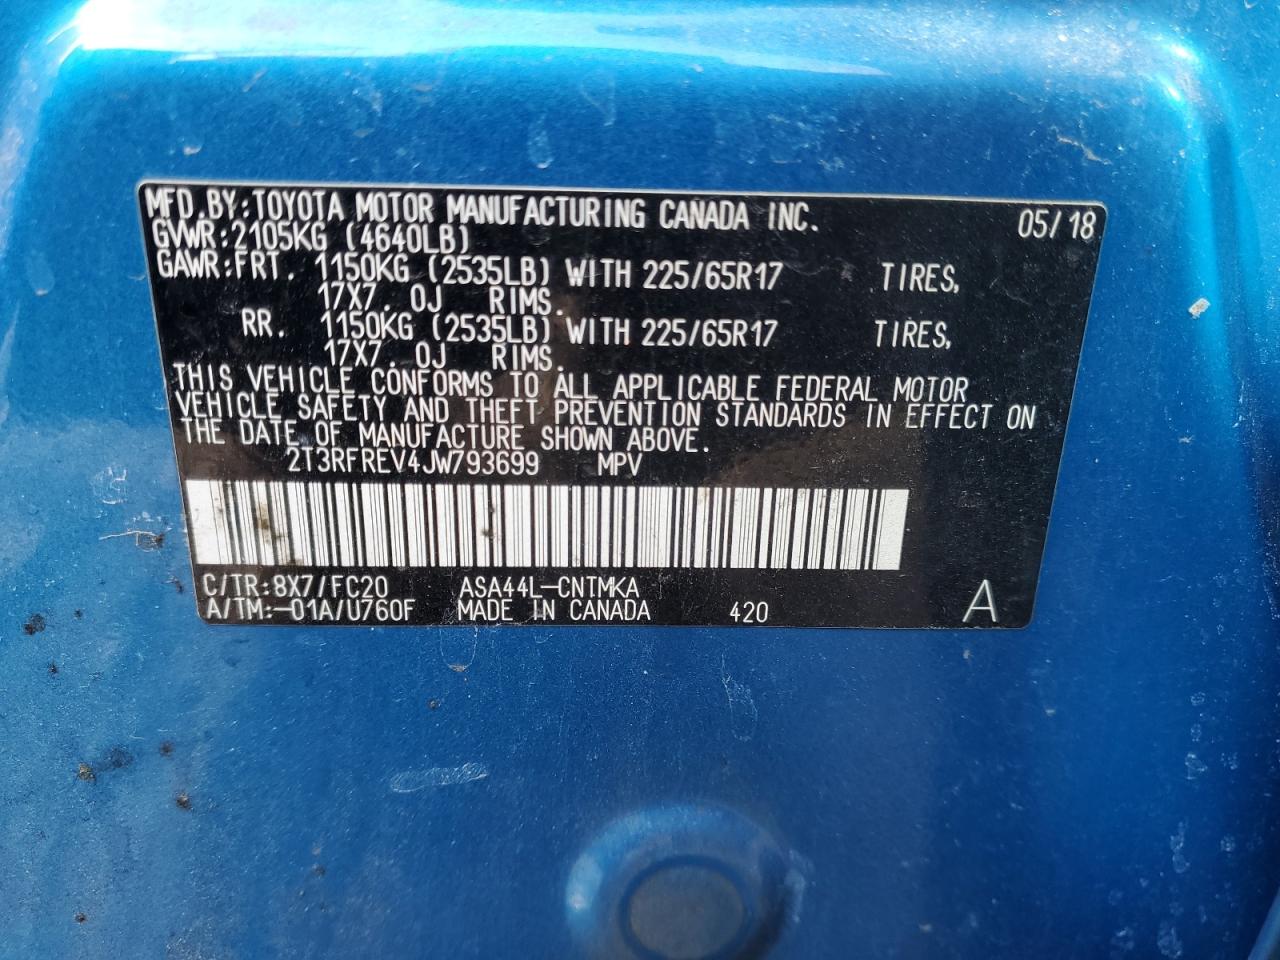 MFD.BY:TOYOTA MOTOR MANUFACTURING CANADA INC. 05/18
GVWR:2105KG (4640LB)
GAWR:FRT. 1150KG (2535LB) WITH 225/65R17 TIRES,
17X7.0J RIMS.
RR. 1150KG (2535LB) WITH 225/65R17 TIRES,
17X7.0J RIMS.
THIS VEHICLE CONFORMS TO ALL APPLICABLE FEDERAL MOTOR
VEHICLE SAFETY AND THEFT PREVENTION STANDARDS IN EFFECT ON
THE DATE OF MANUFACTURE SHOWN ABOVE.
2T3RFREV4JW793699 MPV
C/TR:8X7/FC20 ASA44L-CNTMKA
A/TM:-01A/U760F MADE IN CANADA 420 A